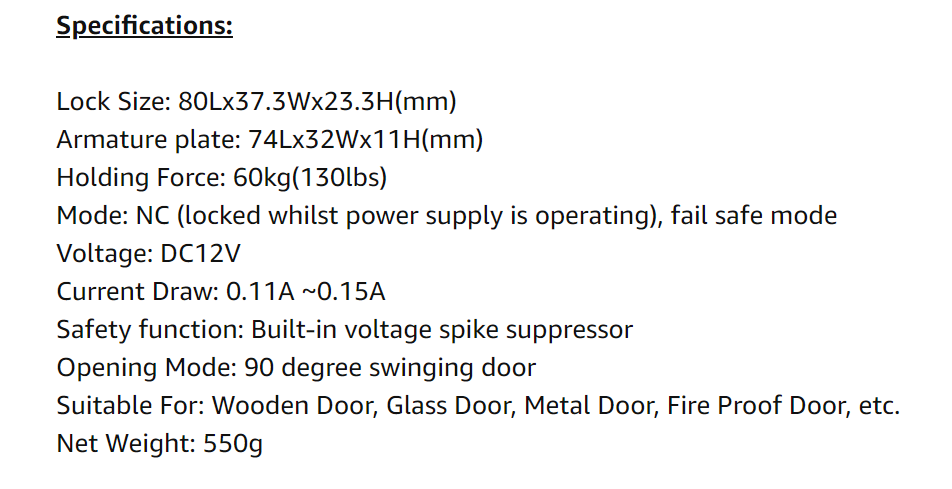 Specifications:
Lock Size: 80Lx37.3Wx23.3H(mm)
Armature plate: 74Lx32Wx11H(mm)
Holding Force: 60kg(130lbs)
Mode: NC (locked whilst power supply is operating), fail safe mode
Voltage: DC12V
Current Draw: 0.11A ~0.15A
Safety function: Built-in voltage spike suppressor
Opening Mode: 90 degree swinging door
Suitable For: Wooden Door, Glass Door, Metal Door, Fire Proof Door, etc.
Net Weight: 550g